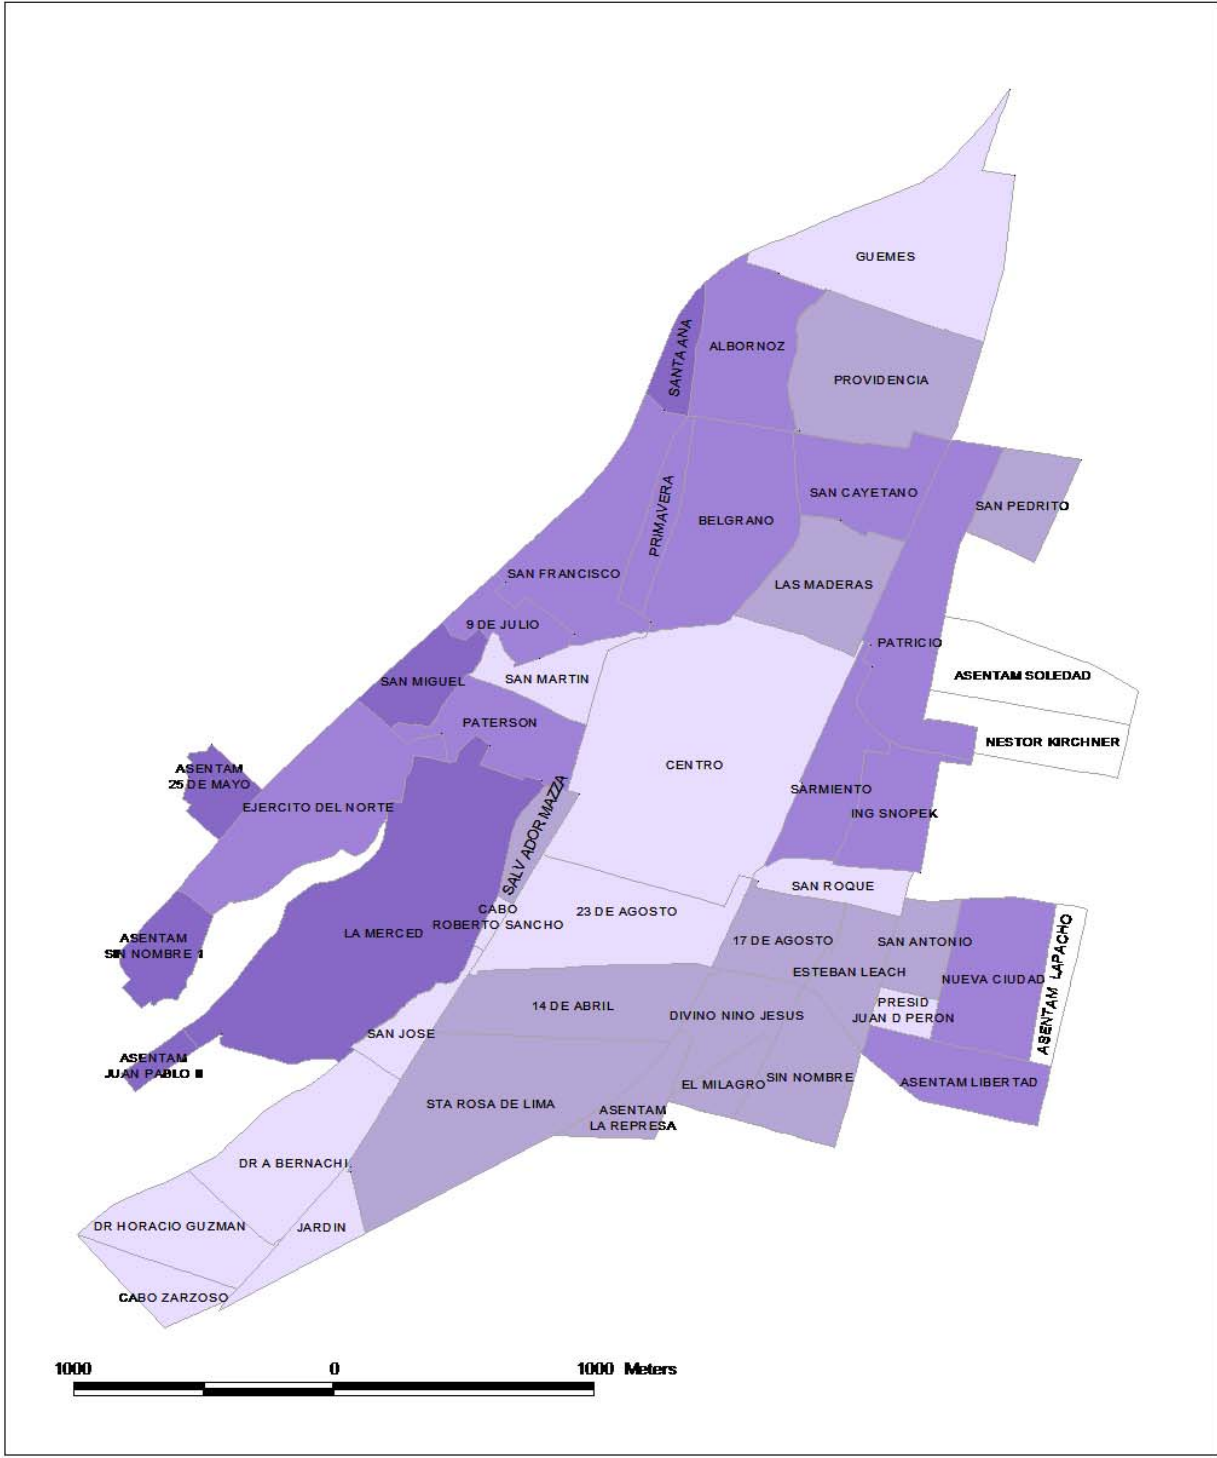 GUEMES
SANTA ANA
ALBORNOZ
PROVIDENCIA
PRIMAVERA
BELGRANO
SAN CAYETANO
SAN PEDRITO
SAN FRANCISCO
LAS MADERAS
9 DE JULIO
PATRICIO
SAN MIGUEL
SAN MARTIN
ASENTAM SOLEDAD
PATERSON
NESTOR KIRCHNER
CENTRO
ASENTAM
25 DE MAYO
EJERCITO DEL NORTE
SALVADOR MAZZA
SARMIENTO
ING SNOPEK
SAN ROQUE
CABO
ROBERTO SANCHO
23 DE AGOSTO
LA MERCED
ASENTAM
SIN NOMBRE 1
17 DE AGOSTO
SAN ANTONIO
ESTEBAN LEACH
NUEVA CIUDAD
ASENTAM LAPACHO
14 DE ABRIL
DIVINO NINO JESUS
PRESID
JUAN D PERON
SAN JOSE
ASENTAM
JUAN PABLO II
STA ROSA DE LIMA
EL MILAGRO
SIN NOMBRE
ASENTAM LIBERTAD
ASENTAM
LA REPRESA
DR A BERNACHI
DR HORACIO GUZMAN
JARDIN
CABO ZARZOSO
1000 0 1000 Meters